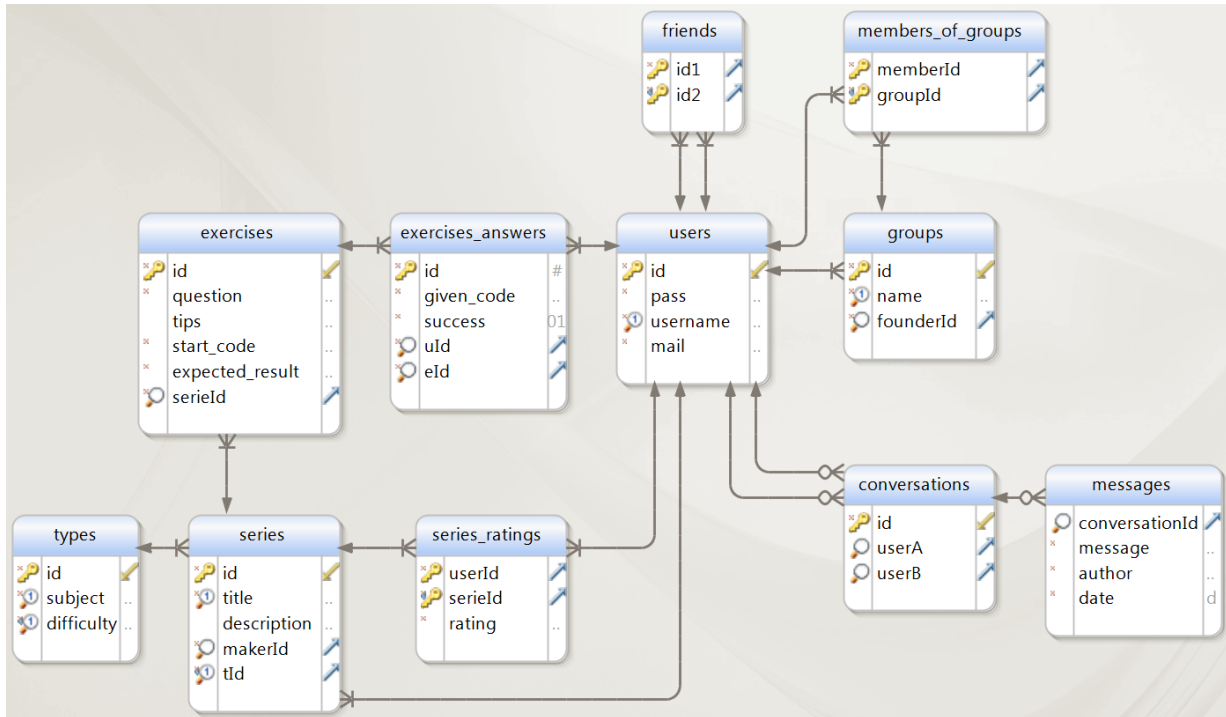 friends
id1
id2
members_of_groups
memberId
groupId
exercises
id
question
tips
start_code
expected_result
serieId
exercises_answers
id #
given_code
success 01
uId
eId
users
id
pass
username
mail
groups
id
name
founderId
types
id
subject
difficulty
series
id
title
description
makerId
tId
series_ratings
userId
serieId
rating
conversations
id
userA
userB
messages
conversationId
message
author
date d